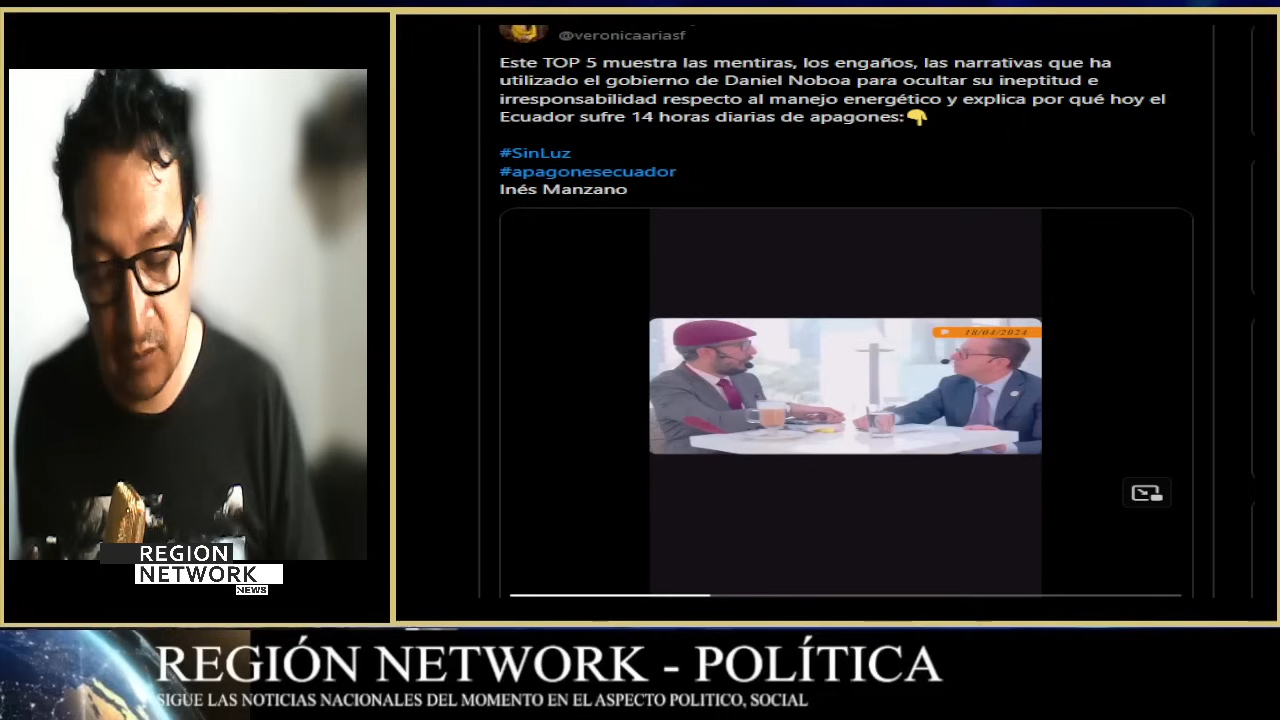 @veronicaariasf
Este TOP 5 muestra las mentiras, los engaños, las narrativas que ha
utilizado el gobierno de Daniel Noboa para ocultar su ineptitud e
irresponsabilidad respecto al manejo energético y explica por qué hoy el
Ecuador sufre 14 horas diarias de apagones:👇
#SinLuz
#apagonesecuador
Inés Manzano
18/04/2024
REGION
NETWORK
NEWS
REGIÓN NETWORK - POLÍTICA
SIGUE LAS NOTICIAS NACIONALES DEL MOMENTO EN EL ASPECTO POLITICO, SOCIAL